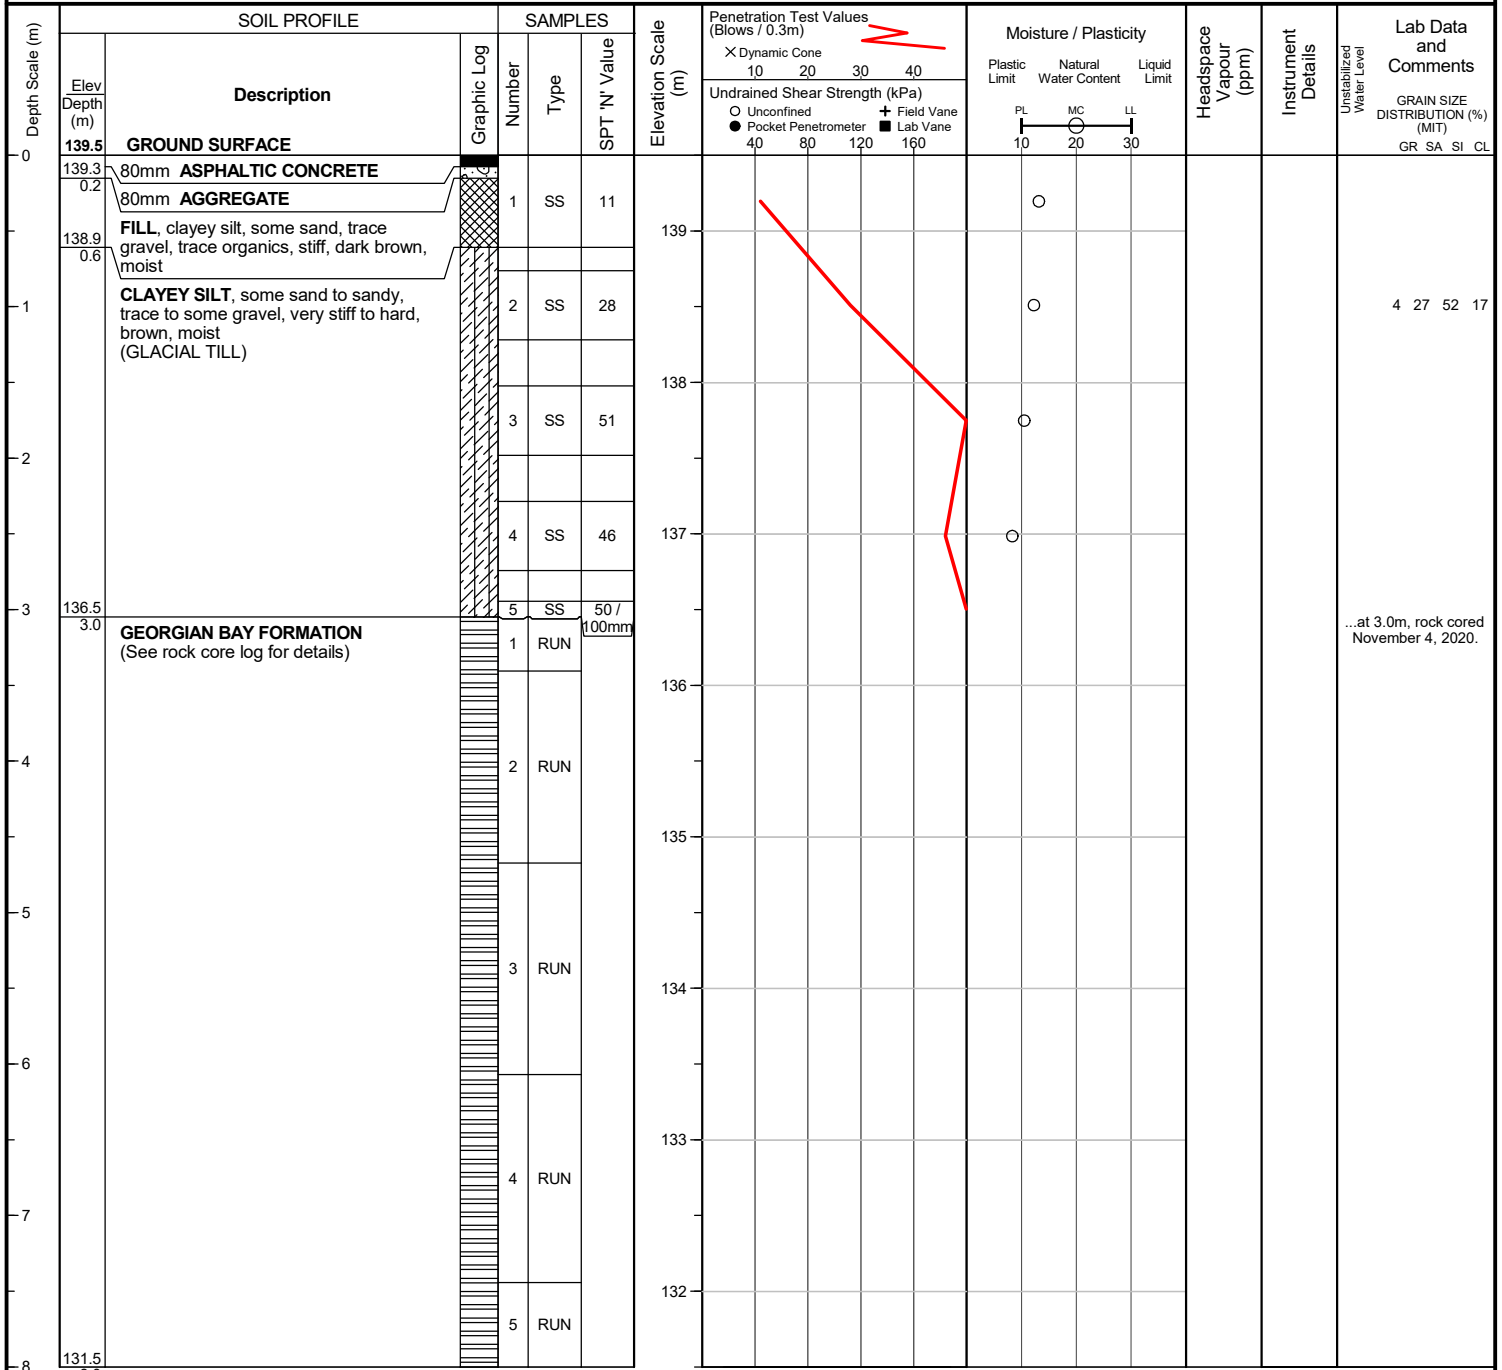 SOIL PROFILE
SAMPLES
Depth Scale (m)
Elev
Depth
(m)
Description
Graphic Log
Number
Type
SPT 'N' Value
Elevation Scale
(m)
Penetration Test Values
(Blows / 0.3m)
X Dynamic Cone
10 20 30 40
Undrained Shear Strength (kPa)
Unconfined
Field Vane
Pocket Penetrometer
Lab Vane
40 80 120 160
Moisture / Plasticity
Plastic
Limit
Natural
Water Content
Liquid
Limit
PL MC LL
10 20 30
Headspace
Vapour
(ppm)
Instrument
Details
Unstabilized
Water Level
Lab Data
and
Comments
GRAIN SIZE
DISTRIBUTION (%)
(MIT)
GR SA SI CL
139.5 GROUND SURFACE
0
139.3 80mm ASPHALTIC CONCRETE
0.2
80mm AGGREGATE
1 SS 11
FILL, clayey silt, some sand, trace
gravel, trace organics, stiff, dark brown,
moist
138.9
0.6
139
CLAYEY SILT, some sand to sandy,
trace to some gravel, very stiff to hard,
brown, moist
(GLACIAL TILL)
1
2 SS 28
4 27 52 17
138
3 SS 51
2
4 SS 46
137
3
136.5
3.0
5 SS 50 /
100mm
GEORGIAN BAY FORMATION
(See rock core log for details)
1 RUN
...at 3.0m, rock cored
November 4, 2020.
136
4
2 RUN
135
5
3 RUN
134
6
133
4 RUN
7
132
5 RUN
131.5
8